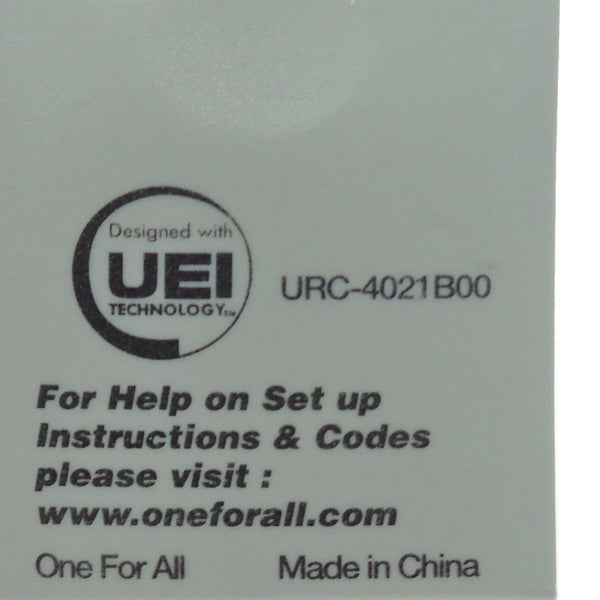 Designed with
UEI
TECHNOLOGY SM
URC-4021B00
For Help on Set up
Instructions & Codes
please visit :
www.oneforall.com
One For All Made in China